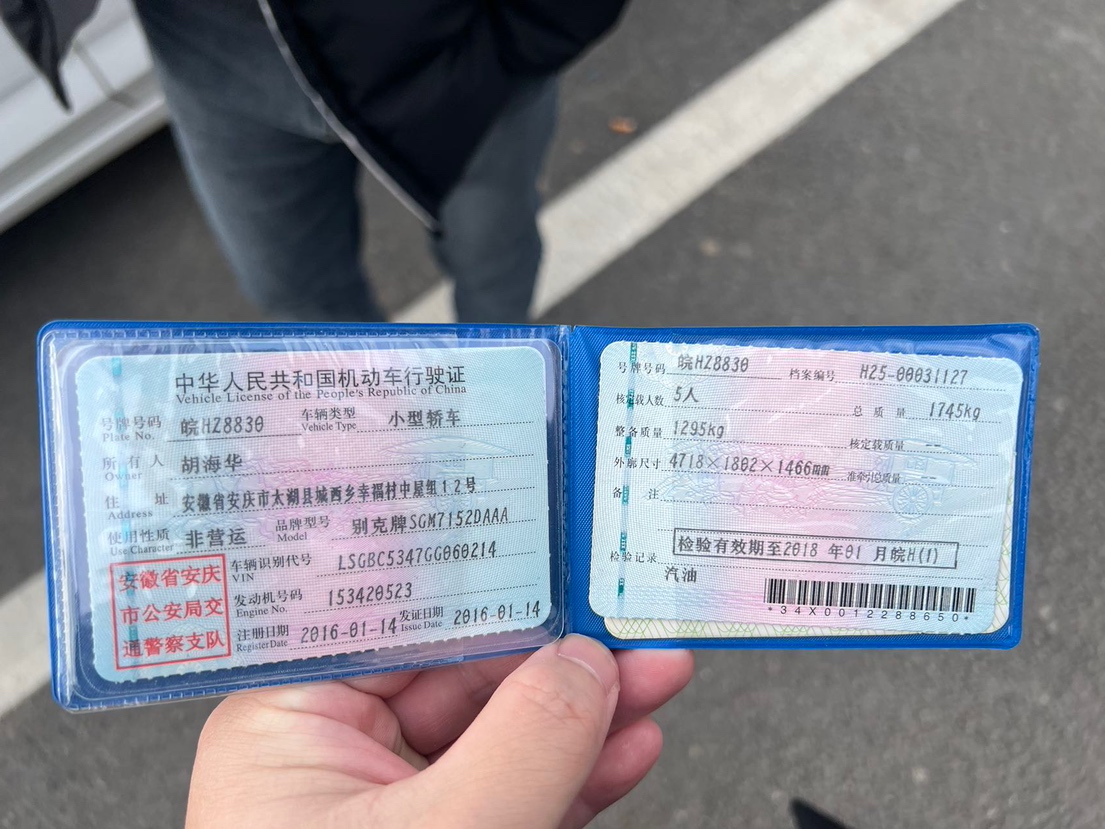 中华人民共和国机动车行驶证
Vehicle License of the People's Republic of China
号牌号码 Plate No. 皖HZ8830 车辆类型 Vehicle Type 小型轿车
所有人 Owner 胡海华
住址 Address 安徽省安庆市太湖县城西乡幸福村中屋组12号
使用性质 Use Character 非营运 品牌型号 Model 别克牌SGM7152DAAA
安徽省安庆
市公安局交
通警察支队
车辆识别代号 VIN LSGBC5347GG060214
发动机号码 Engine No. 153420523
注册日期 Register Date 2016-01-14 发证日期 Issue Date 2016-01-14
号牌号码 皖HZ8830 档案编号 H25-00031127
核定载人数 5人 总质量 1745kg
整备质量 1295kg 核定载质量 --
外廓尺寸 4718×1802×1466mm 准牵引总质量 --
备注
检验记录 检验有效期至2018 年01 月皖H(1)
汽油
*34X0012288650*